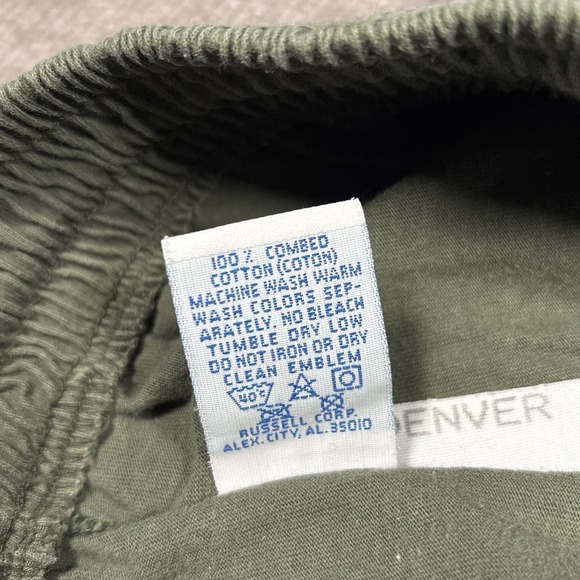 100% COMBED
COTTON (COTON)
MACHINE WASH WARM
WASH COLORS SEP-
ARATELY. NO BLEACH
TUMBLE DRY LOW
DO NOT IRON OR DRY
CLEAN EMBLEM
40°C
RUSSELL CORP.
ALEX. CITY, AL. 35010
DENVER